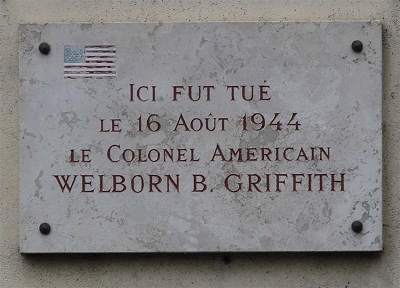 ICI FUT TUÉ
LE 16 AOÛT 1944
LE COLONEL AMERICAIN
WELBORN B. GRIFFITH